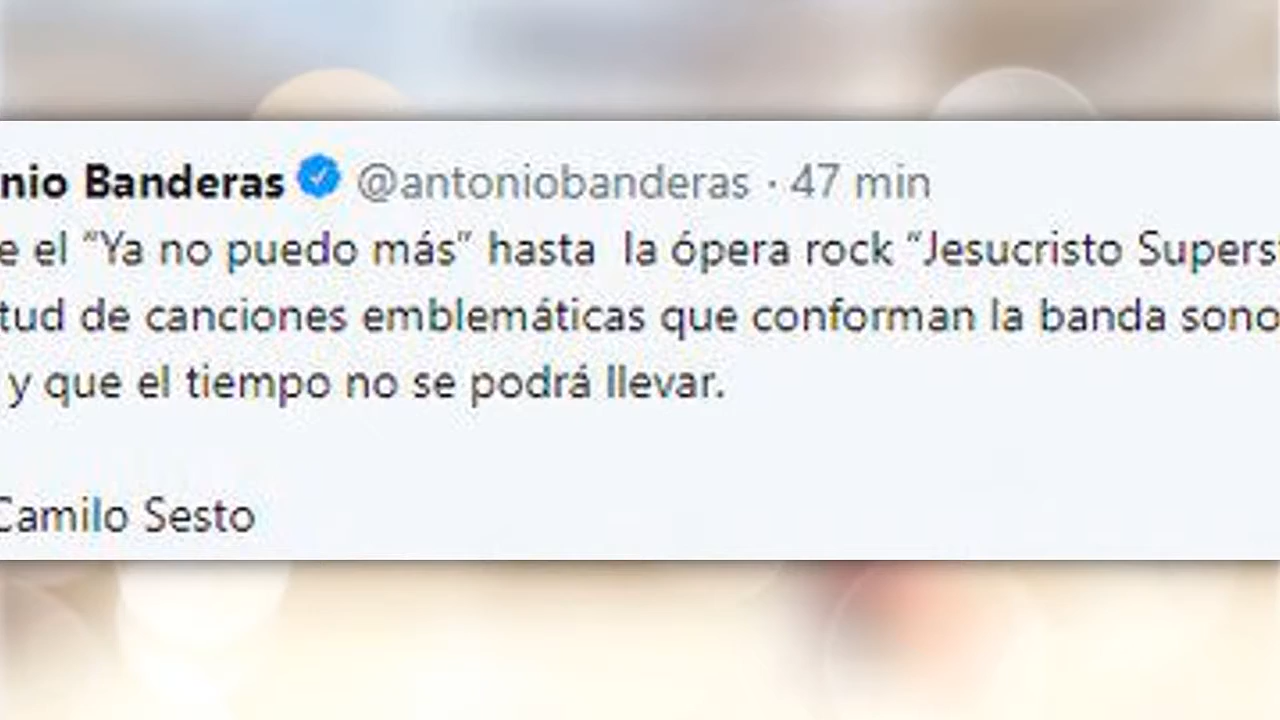 nio Banderas @antoniobanderas · 47 min
e el “Ya no puedo más” hasta la ópera rock “Jesucristo Superst
tud de canciones emblemáticas que conforman la banda sono
y que el tiempo no se podrá llevar.
Camilo Sesto